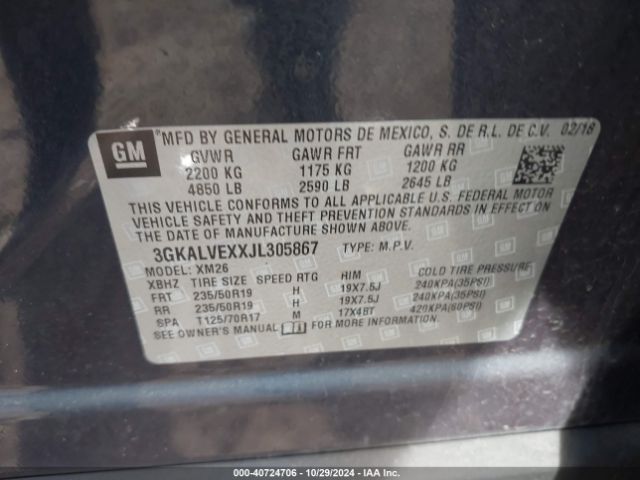 GM
MFD BY GENERAL MOTORS DE MEXICO, S. DE R.L. DE C.V. 02/18
GVWR GAWR FRT GAWR RR
2200 KG 1175 KG 1200 KG
4850 LB 2590 LB 2645 LB
THIS VEHICLE CONFORMS TO ALL APPLICABLE U.S. FEDERAL MOTOR
VEHICLE SAFETY AND THEFT PREVENTION STANDARDS IN EFFECT ON THE
DATE OF MANUFACTURE SHOWN ABOVE.
3GKALVEXXJL305867 TYPE: M.P.V.
MODEL: XM26
XBHZ TIRE SIZE SPEED RTG RIM COLD TIRE PRESSURE
FRT 235/50R19 H 19X7.5J 240KPA(35PSI)
RR 235/50R19 H 19X7.5J 240KPA(35PSI)
SPA T125/70R17 M 17X4BT 420KPA(60PSI)
SEE OWNER'S MANUAL FOR MORE INFORMATION.
000-40724706 - 10/29/2024 - IAA Inc.